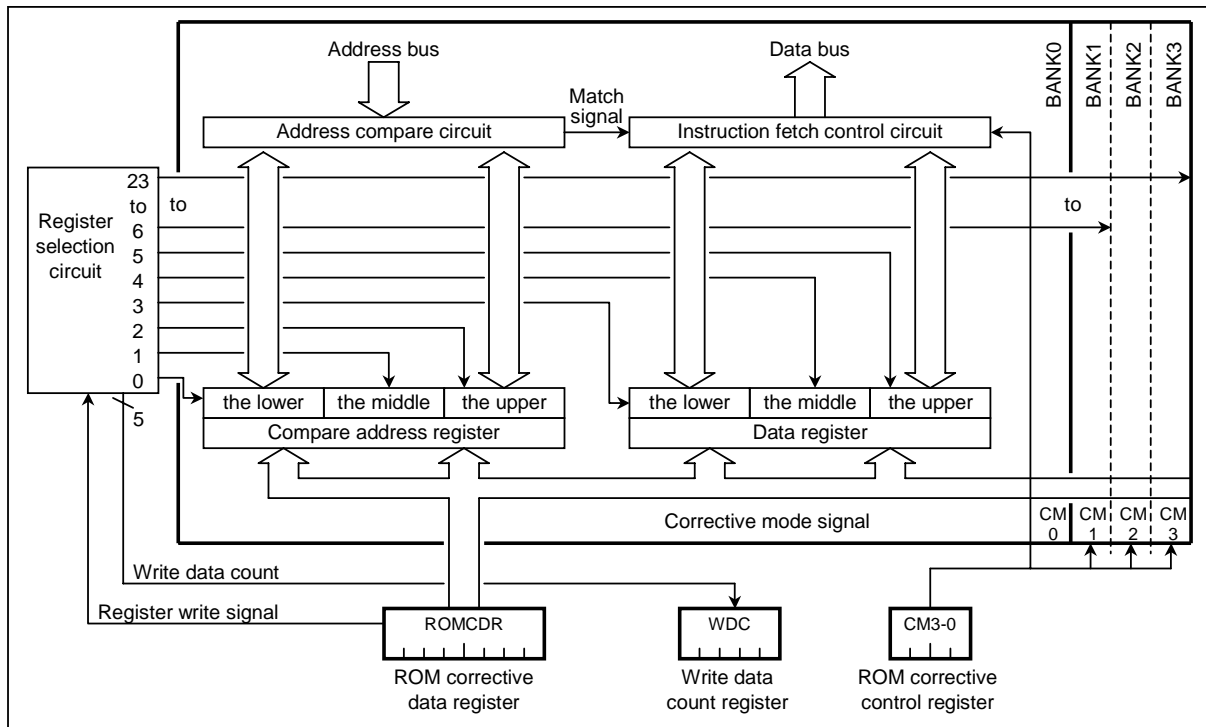 Address bus
Data bus
BANK0
BANK1
BANK2
BANK3
Match
signal
Address compare circuit
Instruction fetch control circuit
Register
selection
circuit
23
to
to
to
6
5
4
3
2
1
0
5
the lower
the middle
the upper
Compare address register
the lower
the middle
the upper
Data register
Corrective mode signal
CM
0
CM
1
CM
2
CM
3
Write data count
Register write signal
ROMCDR
WDC
CM3-0
ROM corrective
data register
Write data
count register
ROM corrective
control register